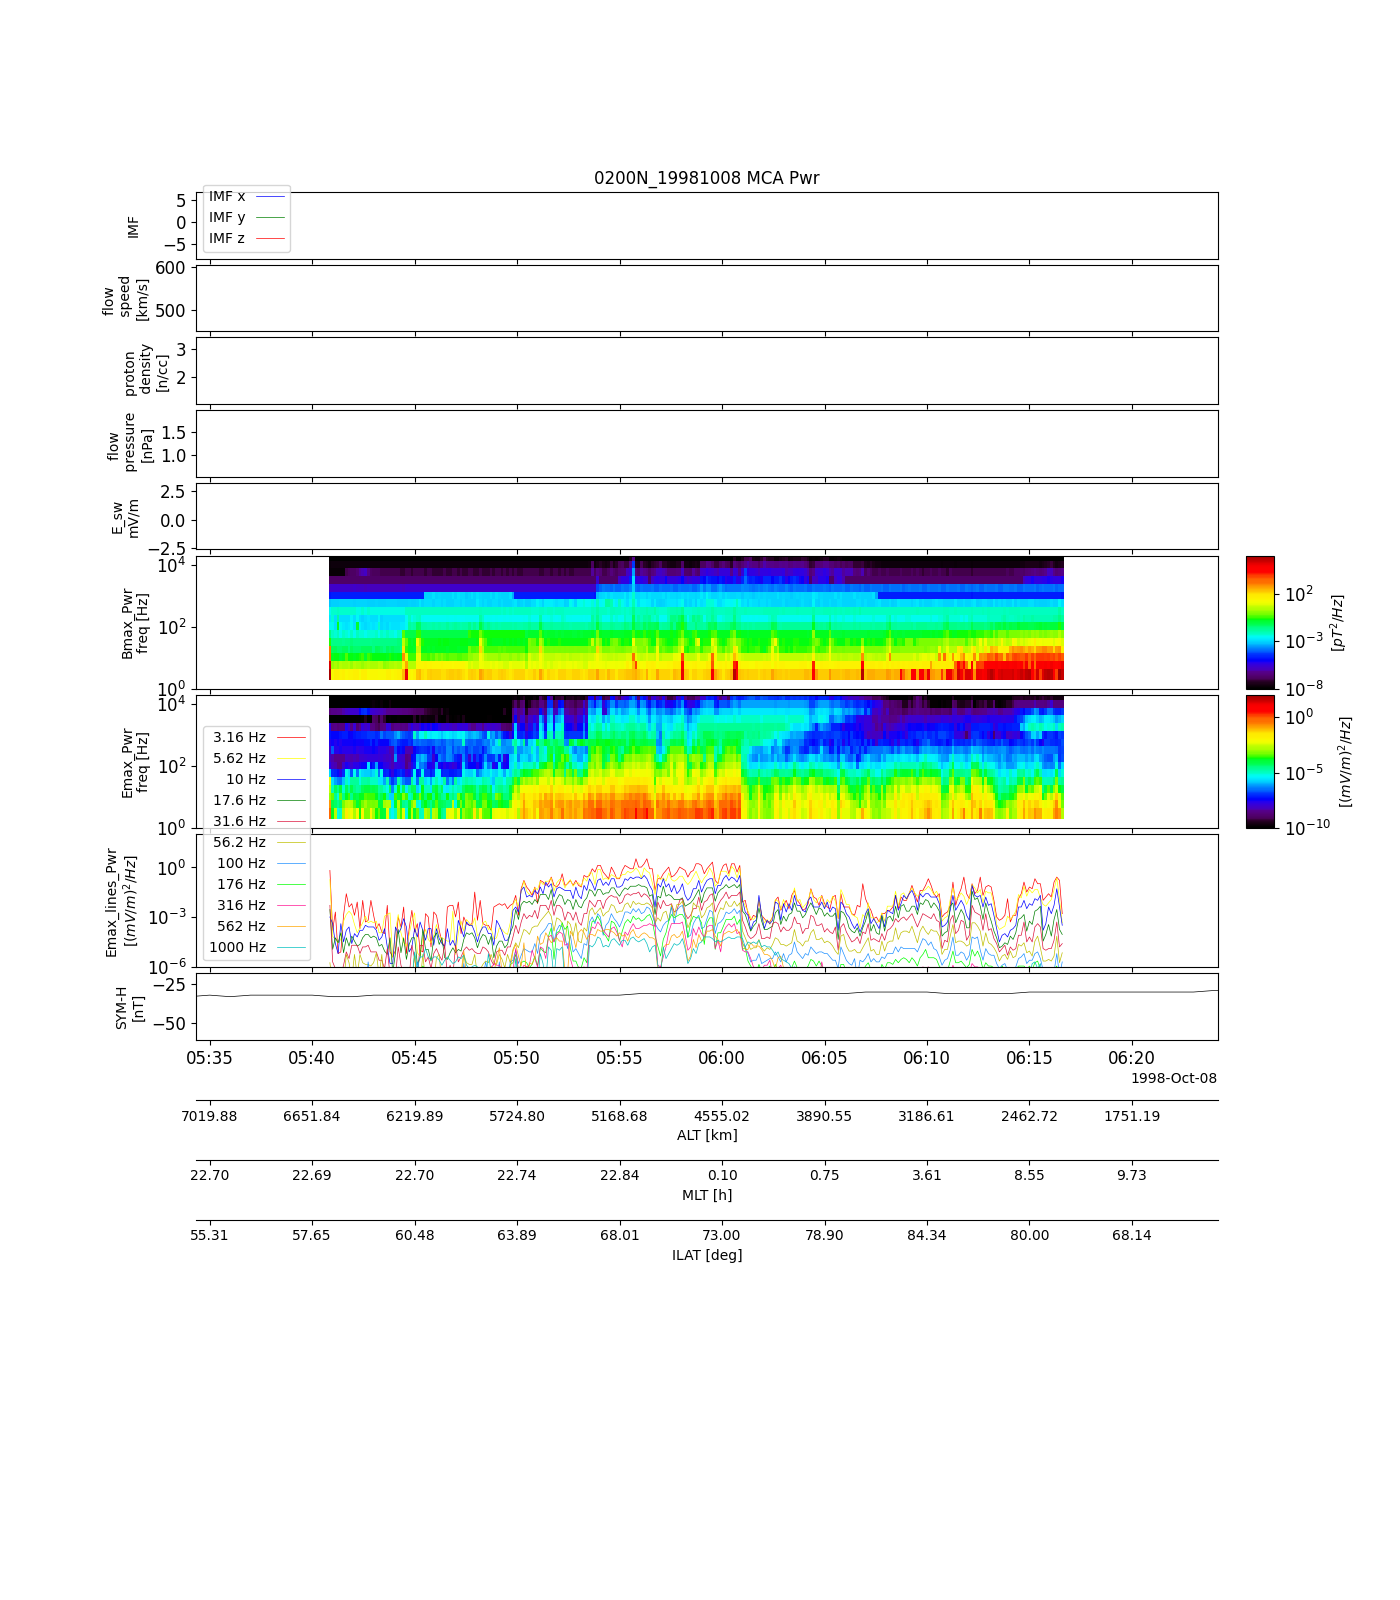 0200N_19981008 MCA Pwr
IMF
5
0
−5
IMF x
IMF y
IMF z
flow
speed
[km/s]
600
500
proton
density
[n/cc]
3
2
flow
pressure
[nPa]
1.5
1.0
E_sw
mV/m
2.5
0.0
−2.5
Bmax_Pwr
freq [Hz]
10^4
10^2
10^0
10^2
10^−3
10^−8
[pT^2/Hz]
Emax_Pwr
freq [Hz]
10^4
10^2
10^0
10^0
10^−5
10^−10
[(mV/m)^2/Hz]
3.16 Hz
5.62 Hz
10 Hz
17.6 Hz
31.6 Hz
56.2 Hz
100 Hz
176 Hz
316 Hz
562 Hz
1000 Hz
Emax_lines_Pwr
[(mV/m)^2/Hz]
10^0
10^−3
10^−6
SYM-H
[nT]
−25
−50
05:35 05:40 05:45 05:50 05:55 06:00 06:05 06:10 06:15 06:20
1998-Oct-08
7019.88 6651.84 6219.89 5724.80 5168.68 4555.02 3890.55 3186.61 2462.72 1751.19
ALT [km]
22.70 22.69 22.70 22.74 22.84 0.10 0.75 3.61 8.55 9.73
MLT [h]
55.31 57.65 60.48 63.89 68.01 73.00 78.90 84.34 80.00 68.14
ILAT [deg]